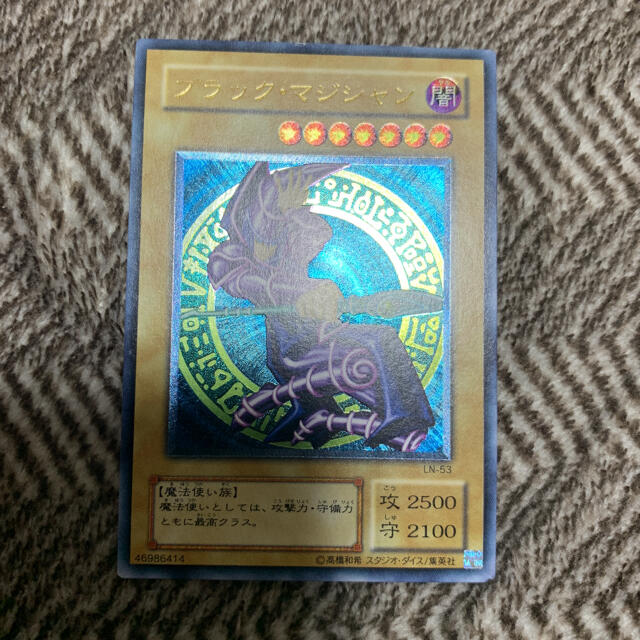 ブラック・マジシャン
闇
LN-53
【魔法使い族】
魔法使いとしては、攻撃力・守備力
ともに最高クラス。
攻 2500
守 2100
46986414
©高橋和希 スタジオ・ダイス/集英社